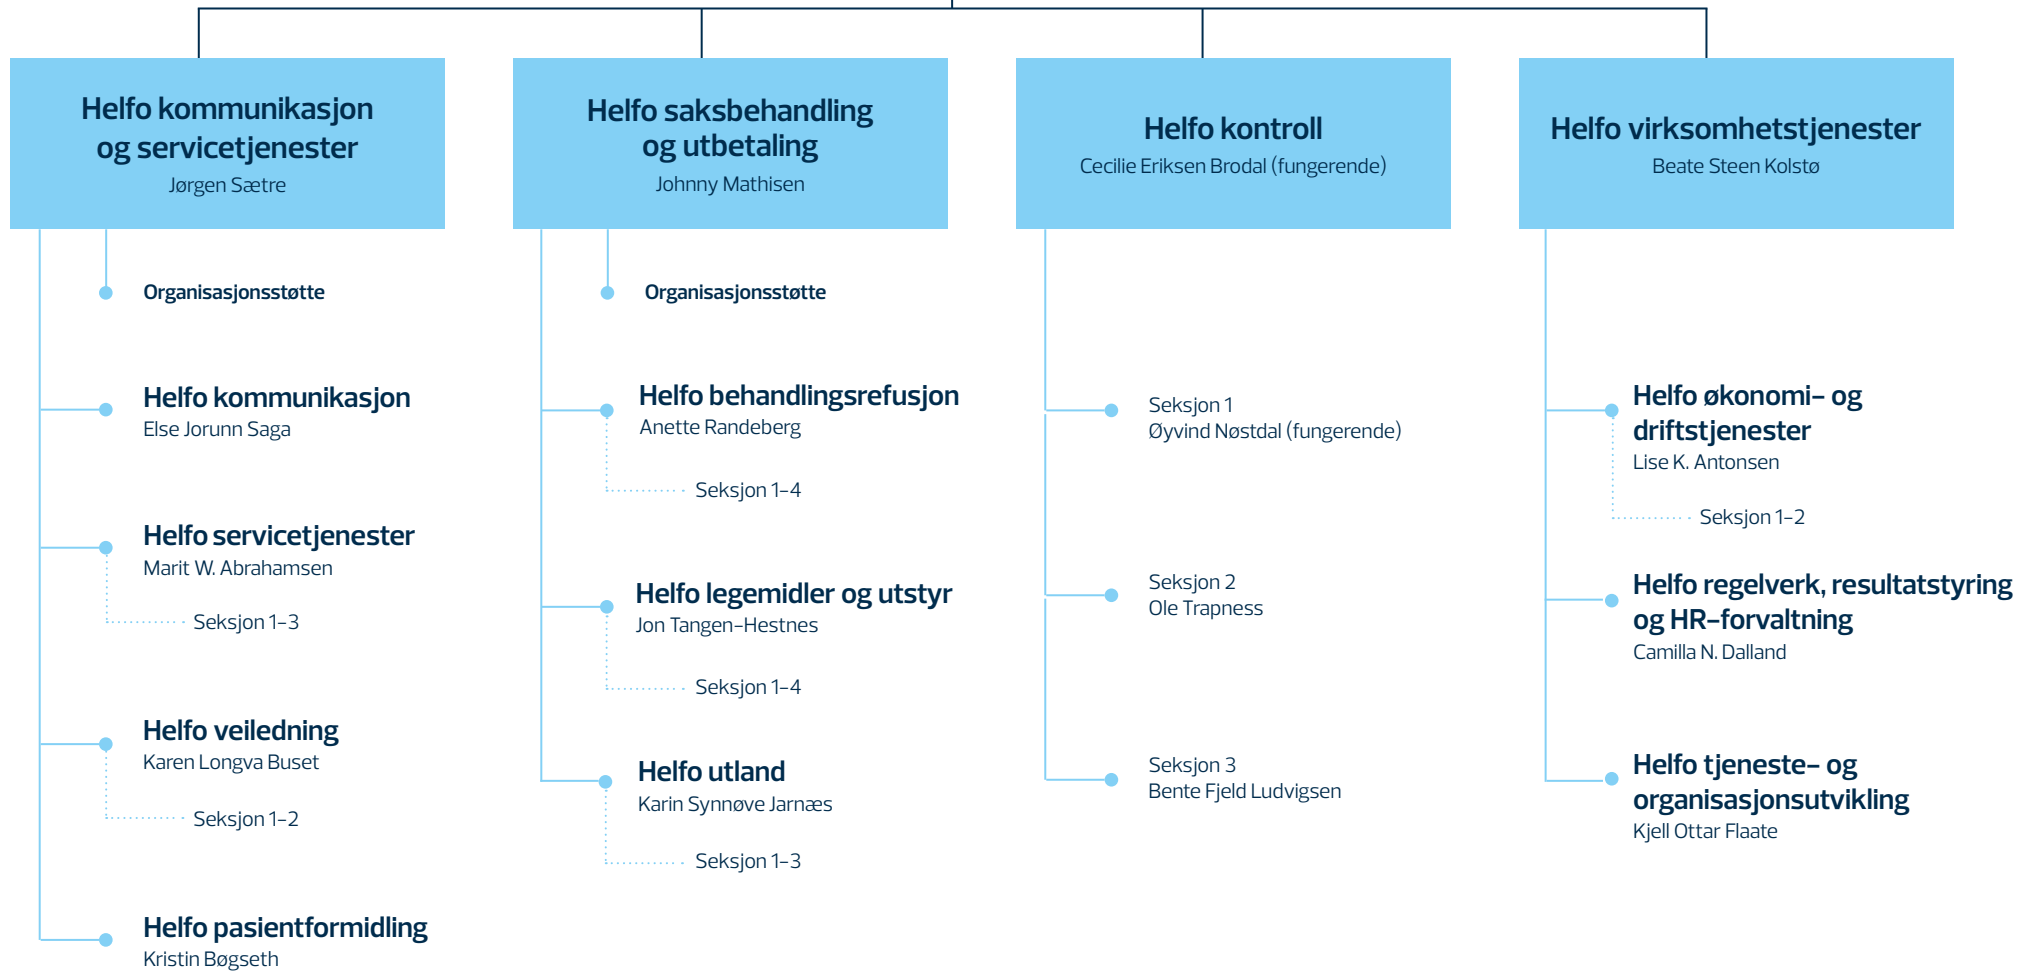 Helfo kommunikasjon
og servicetjenester
Jørgen Sætre
Organisasjonsstøtte
Helfo kommunikasjon
Else Jorunn Saga
Helfo servicetjenester
Marit W. Abrahamsen
Seksjon 1-3
Helfo veiledning
Karen Longva Buset
Seksjon 1-2
Helfo pasientformidling
Kristin Bøgseth
Helfo saksbehandling
og utbetaling
Johnny Mathisen
Organisasjonsstøtte
Helfo behandlingsrefusjon
Anette Randeberg
Seksjon 1-4
Helfo legemidler og utstyr
Jon Tangen-Hestnes
Seksjon 1-4
Helfo utland
Karin Synnøve Jarnæs
Seksjon 1-3
Helfo kontroll
Cecilie Eriksen Brodal (fungerende)
Seksjon 1
Øyvind Nøstdal (fungerende)
Seksjon 2
Ole Trapness
Seksjon 3
Bente Fjeld Ludvigsen
Helfo virksomhetstjenester
Beate Steen Kolstø
Helfo økonomi- og
driftstjenester
Lise K. Antonsen
Seksjon 1-2
Helfo regelverk, resultatstyring
og HR-forvaltning
Camilla N. Dalland
Helfo tjeneste- og
organisasjonsutvikling
Kjell Ottar Flaate